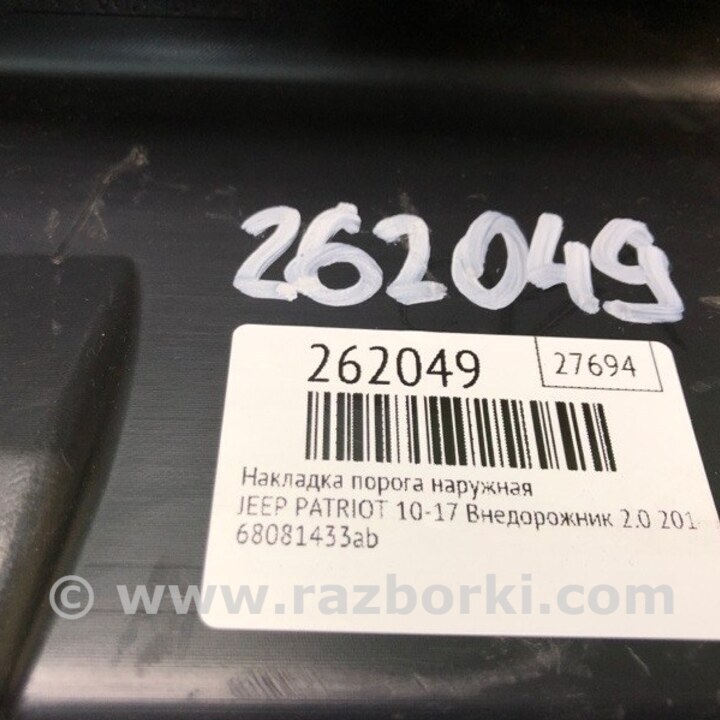 262049
262049
27694
Накладка порога наружная
JEEP PATRIOT 10-17 Внедорожник 2.0 201
68081433ab
© www.razborki.com